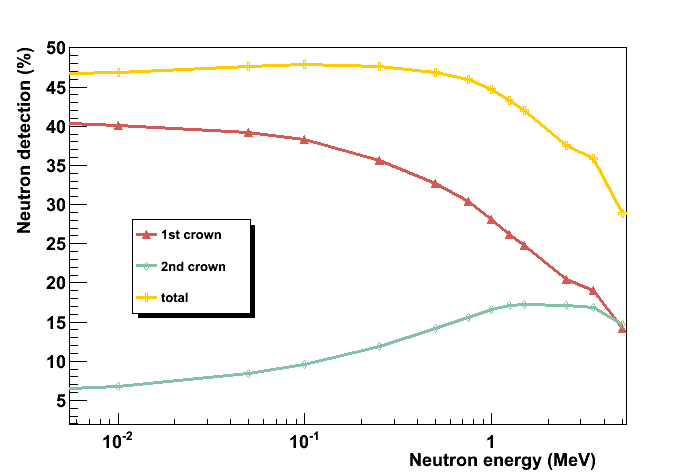 Neutron detection (%)
50
45
40
35
30
25
20
15
10
5
1st crown
2nd crown
total
10⁻² 10⁻¹ 1
Neutron energy (MeV)